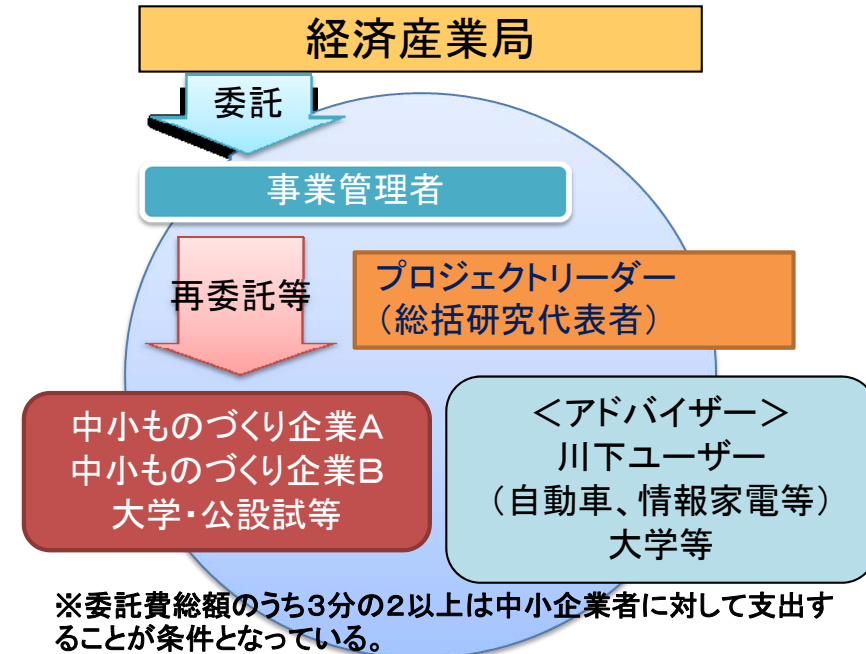 経済産業局
委託
事業管理者
再委託等
プロジェクトリーダー
（総括研究代表者）
中小ものづくり企業Ａ
中小ものづくり企業Ｂ
大学・公設試等
＜アドバイザー＞
川下ユーザー
（自動車、情報家電等）
大学等
※委託費総額のうち３分の２以上は中小企業者に対して支出す
ることが条件となっている。